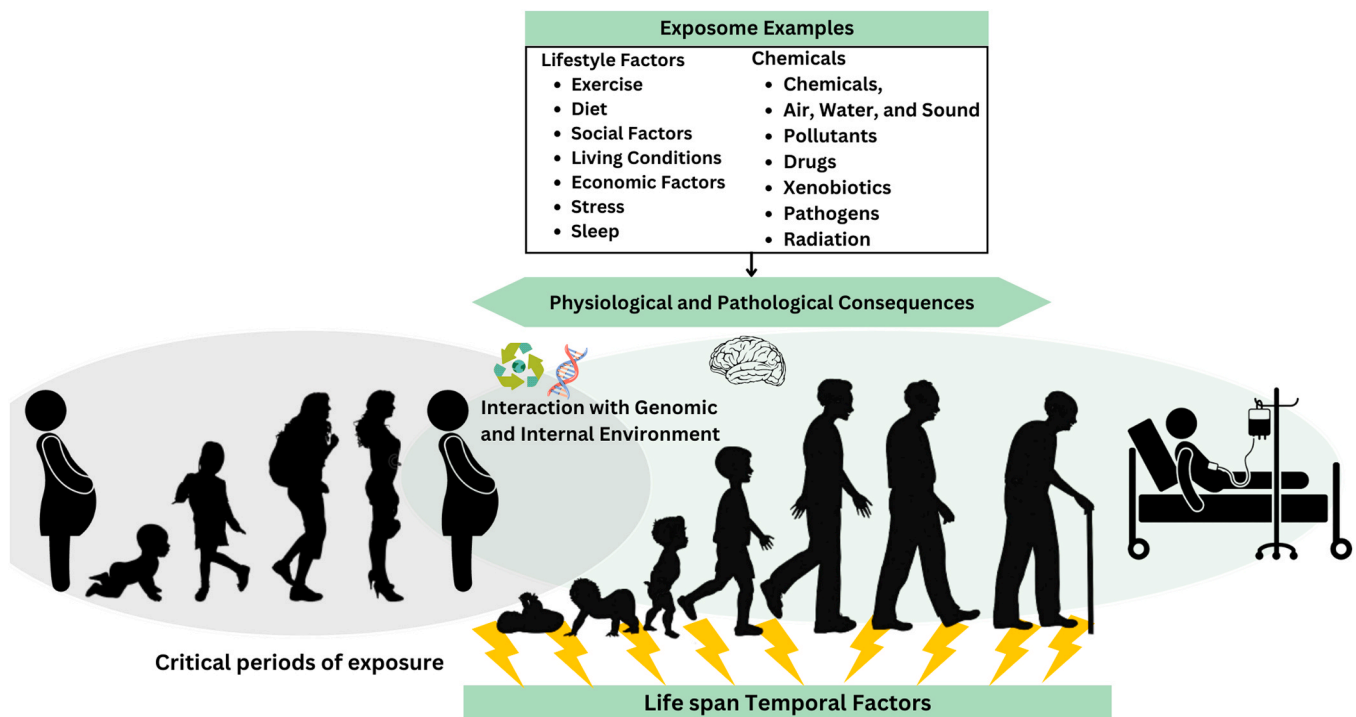 Exposome Examples
Lifestyle Factors
• Exercise
• Diet
• Social Factors
• Living Conditions
• Economic Factors
• Stress
• Sleep
Chemicals
• Chemicals,
• Air, Water, and Sound
• Pollutants
• Drugs
• Xenobiotics
• Pathogens
• Radiation
Physiological and Pathological Consequences
Interaction with Genomic
and Internal Environment
Critical periods of exposure
Life span Temporal Factors